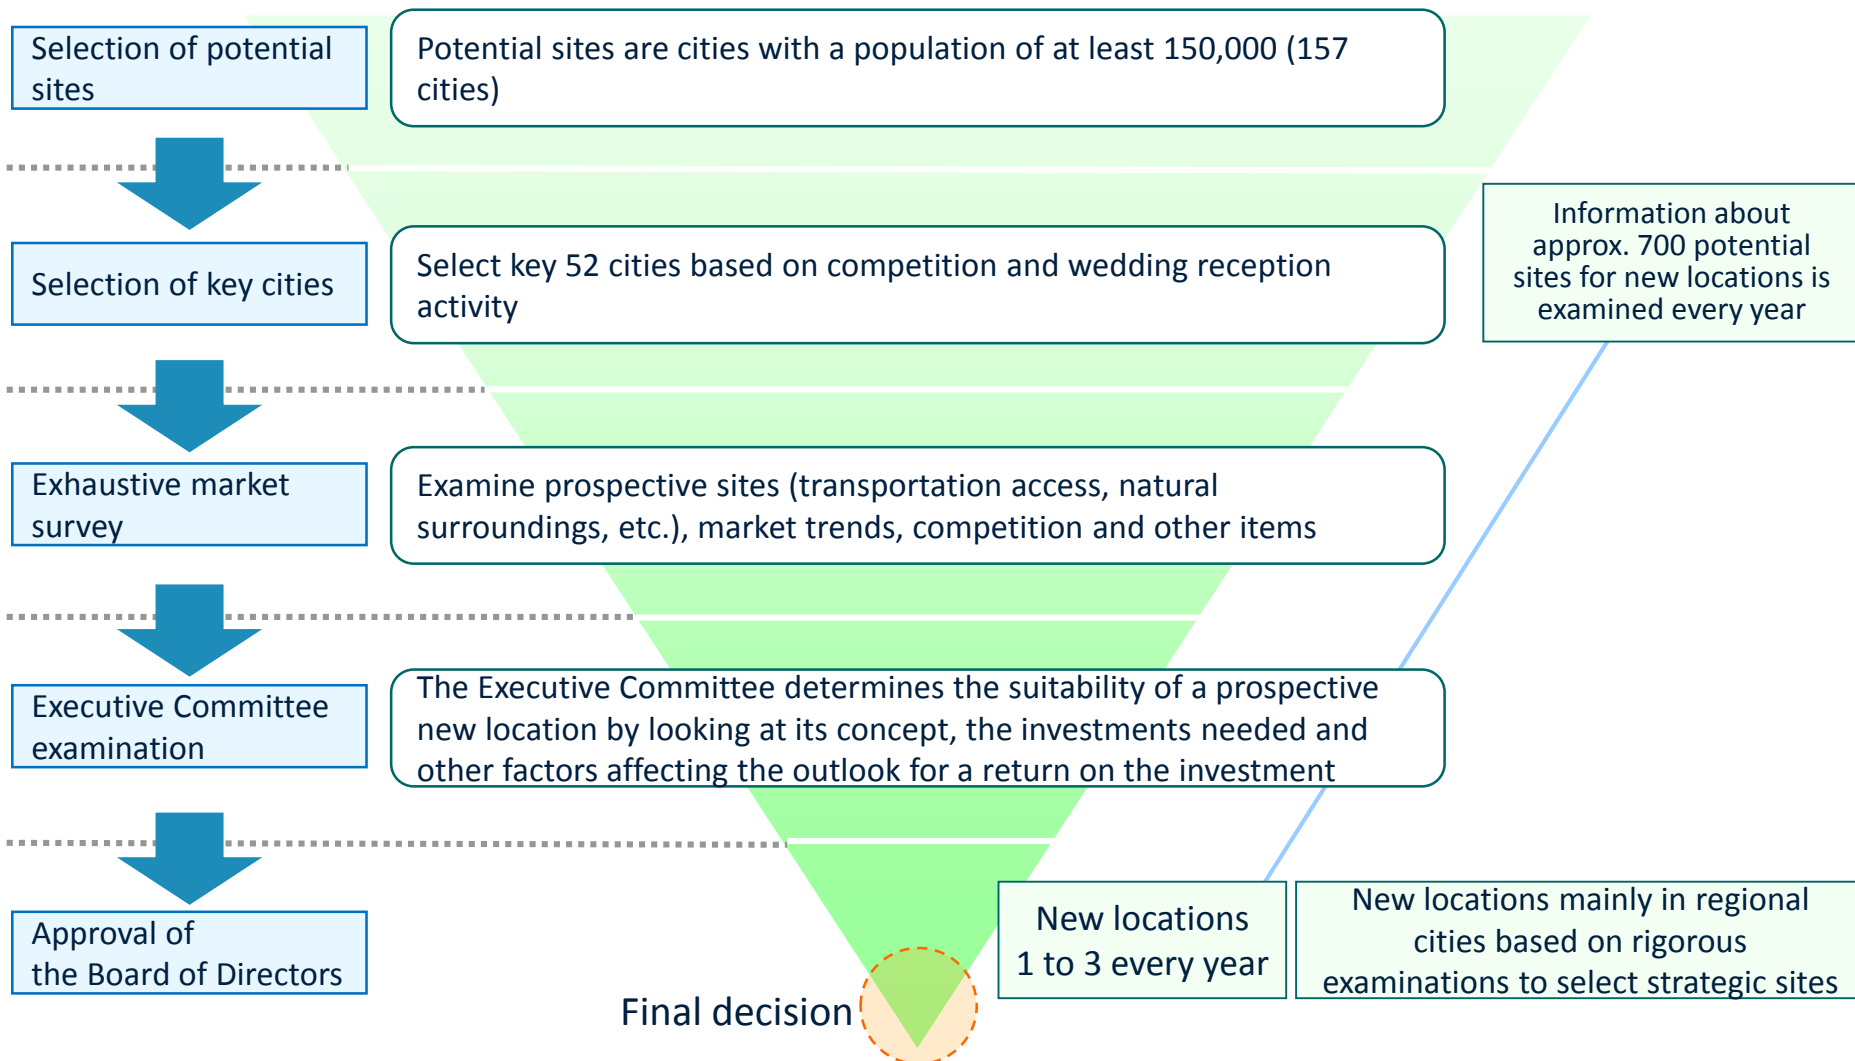 Selection of potential
sites
Potential sites are cities with a population of at least 150,000 (157
cities)
Selection of key cities
Select key 52 cities based on competition and wedding reception
activity
Information about
approx. 700 potential
sites for new locations is
examined every year
Exhaustive market
survey
Examine prospective sites (transportation access, natural
surroundings, etc.), market trends, competition and other items
Executive Committee
examination
The Executive Committee determines the suitability of a prospective
new location by looking at its concept, the investments needed and
other factors affecting the outlook for a return on the investment
Approval of
the Board of Directors
Final decision
New locations
1 to 3 every year
New locations mainly in regional
cities based on rigorous
examinations to select strategic sites